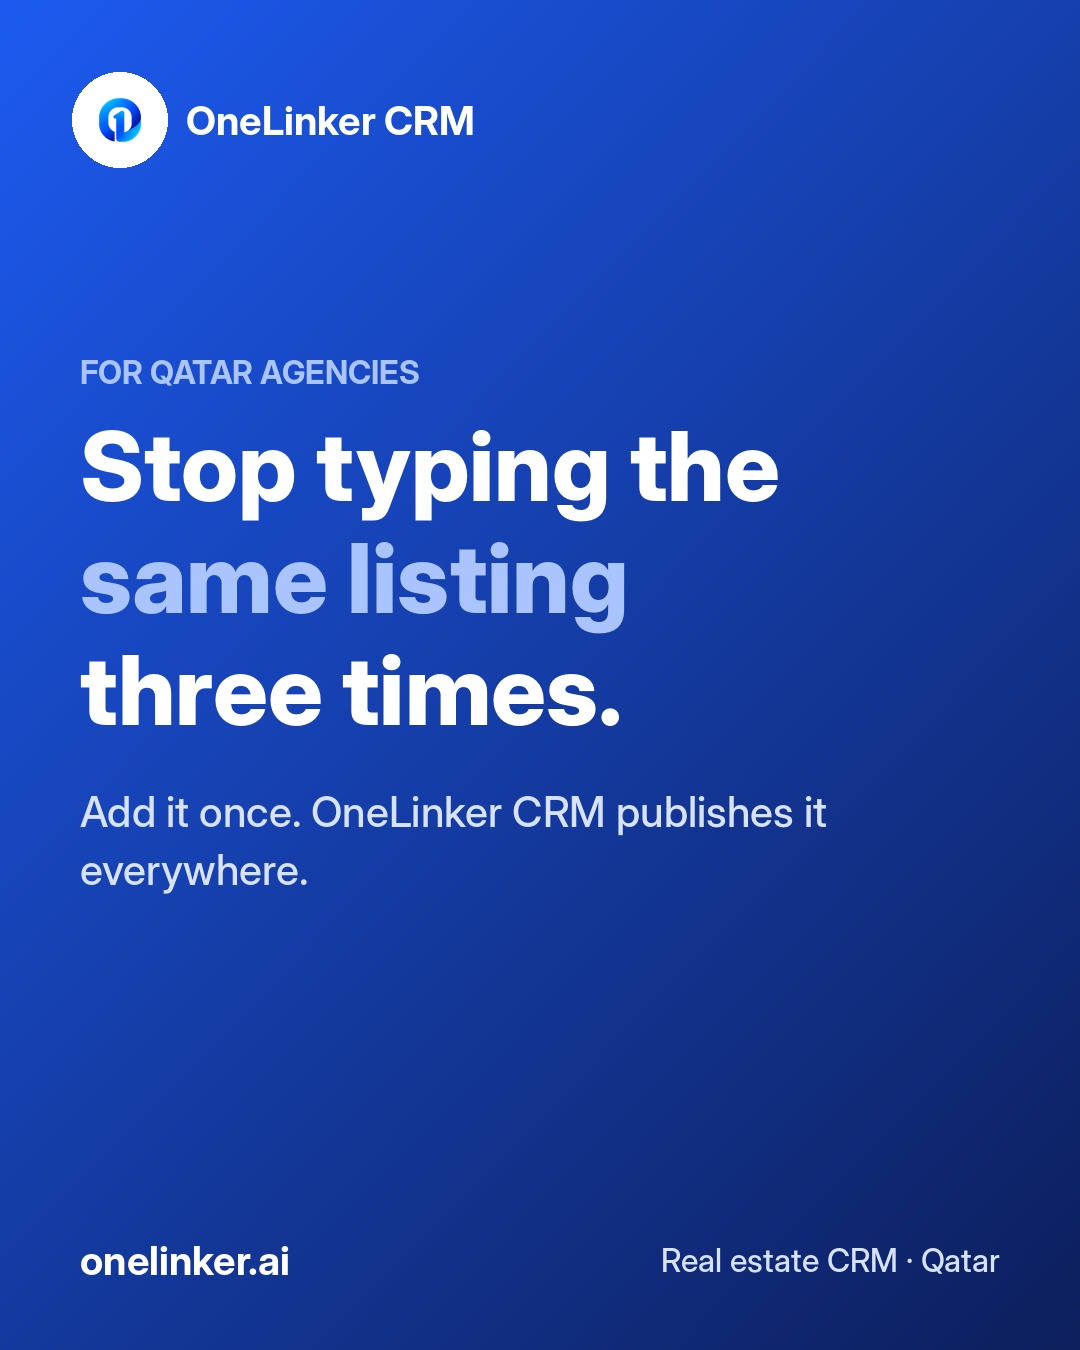 OneLinker CRM
FOR QATAR AGENCIES
Stop typing the
same listing
three times.
Add it once. OneLinker CRM publishes it
everywhere.
onelinker.ai
Real estate CRM · Qatar